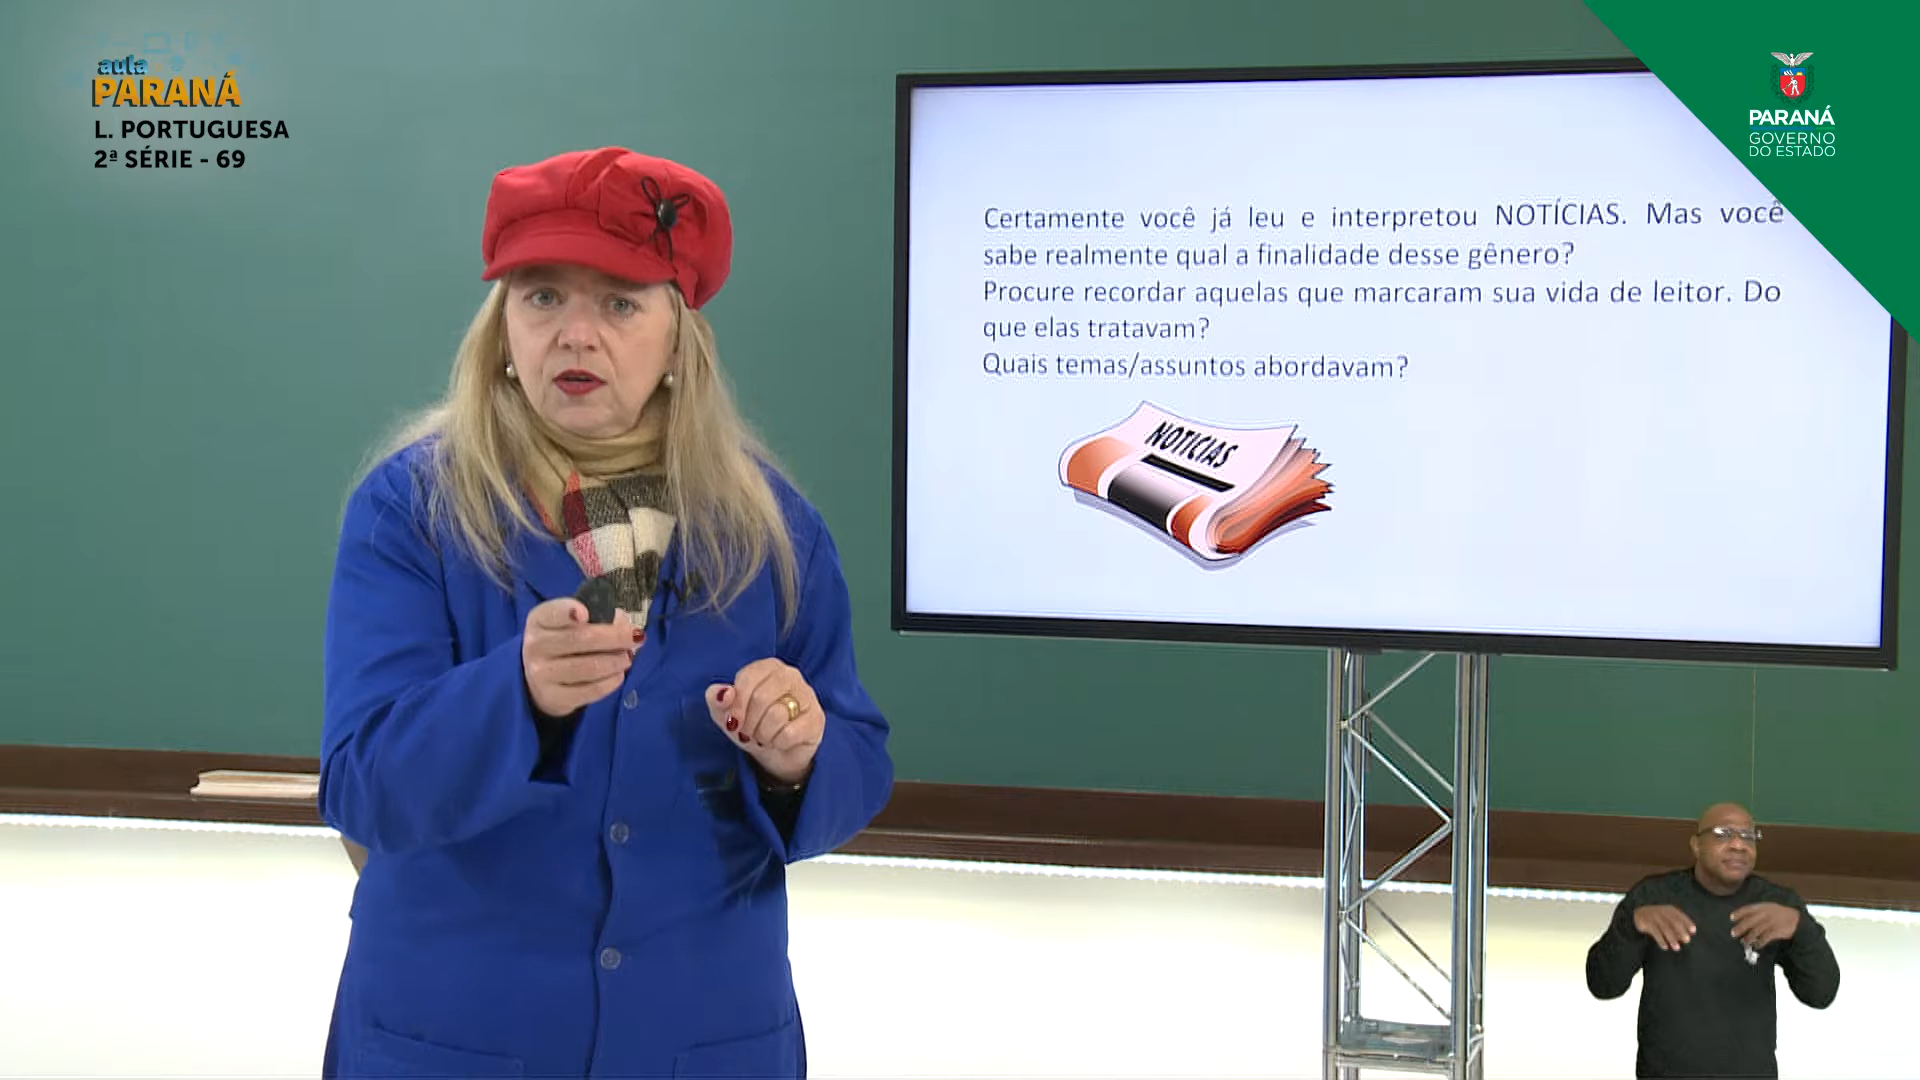 aula
PARANÁ
L. PORTUGUESA
2ª SÉRIE - 69
PARANÁ
GOVERNO
DO ESTADO
Certamente você já leu e interpretou NOTÍCIAS. Mas você
sabe realmente qual a finalidade desse gênero?
Procure recordar aquelas que marcaram sua vida de leitor. Do
que elas tratavam?
Quais temas/assuntos abordavam?
NOTICIAS